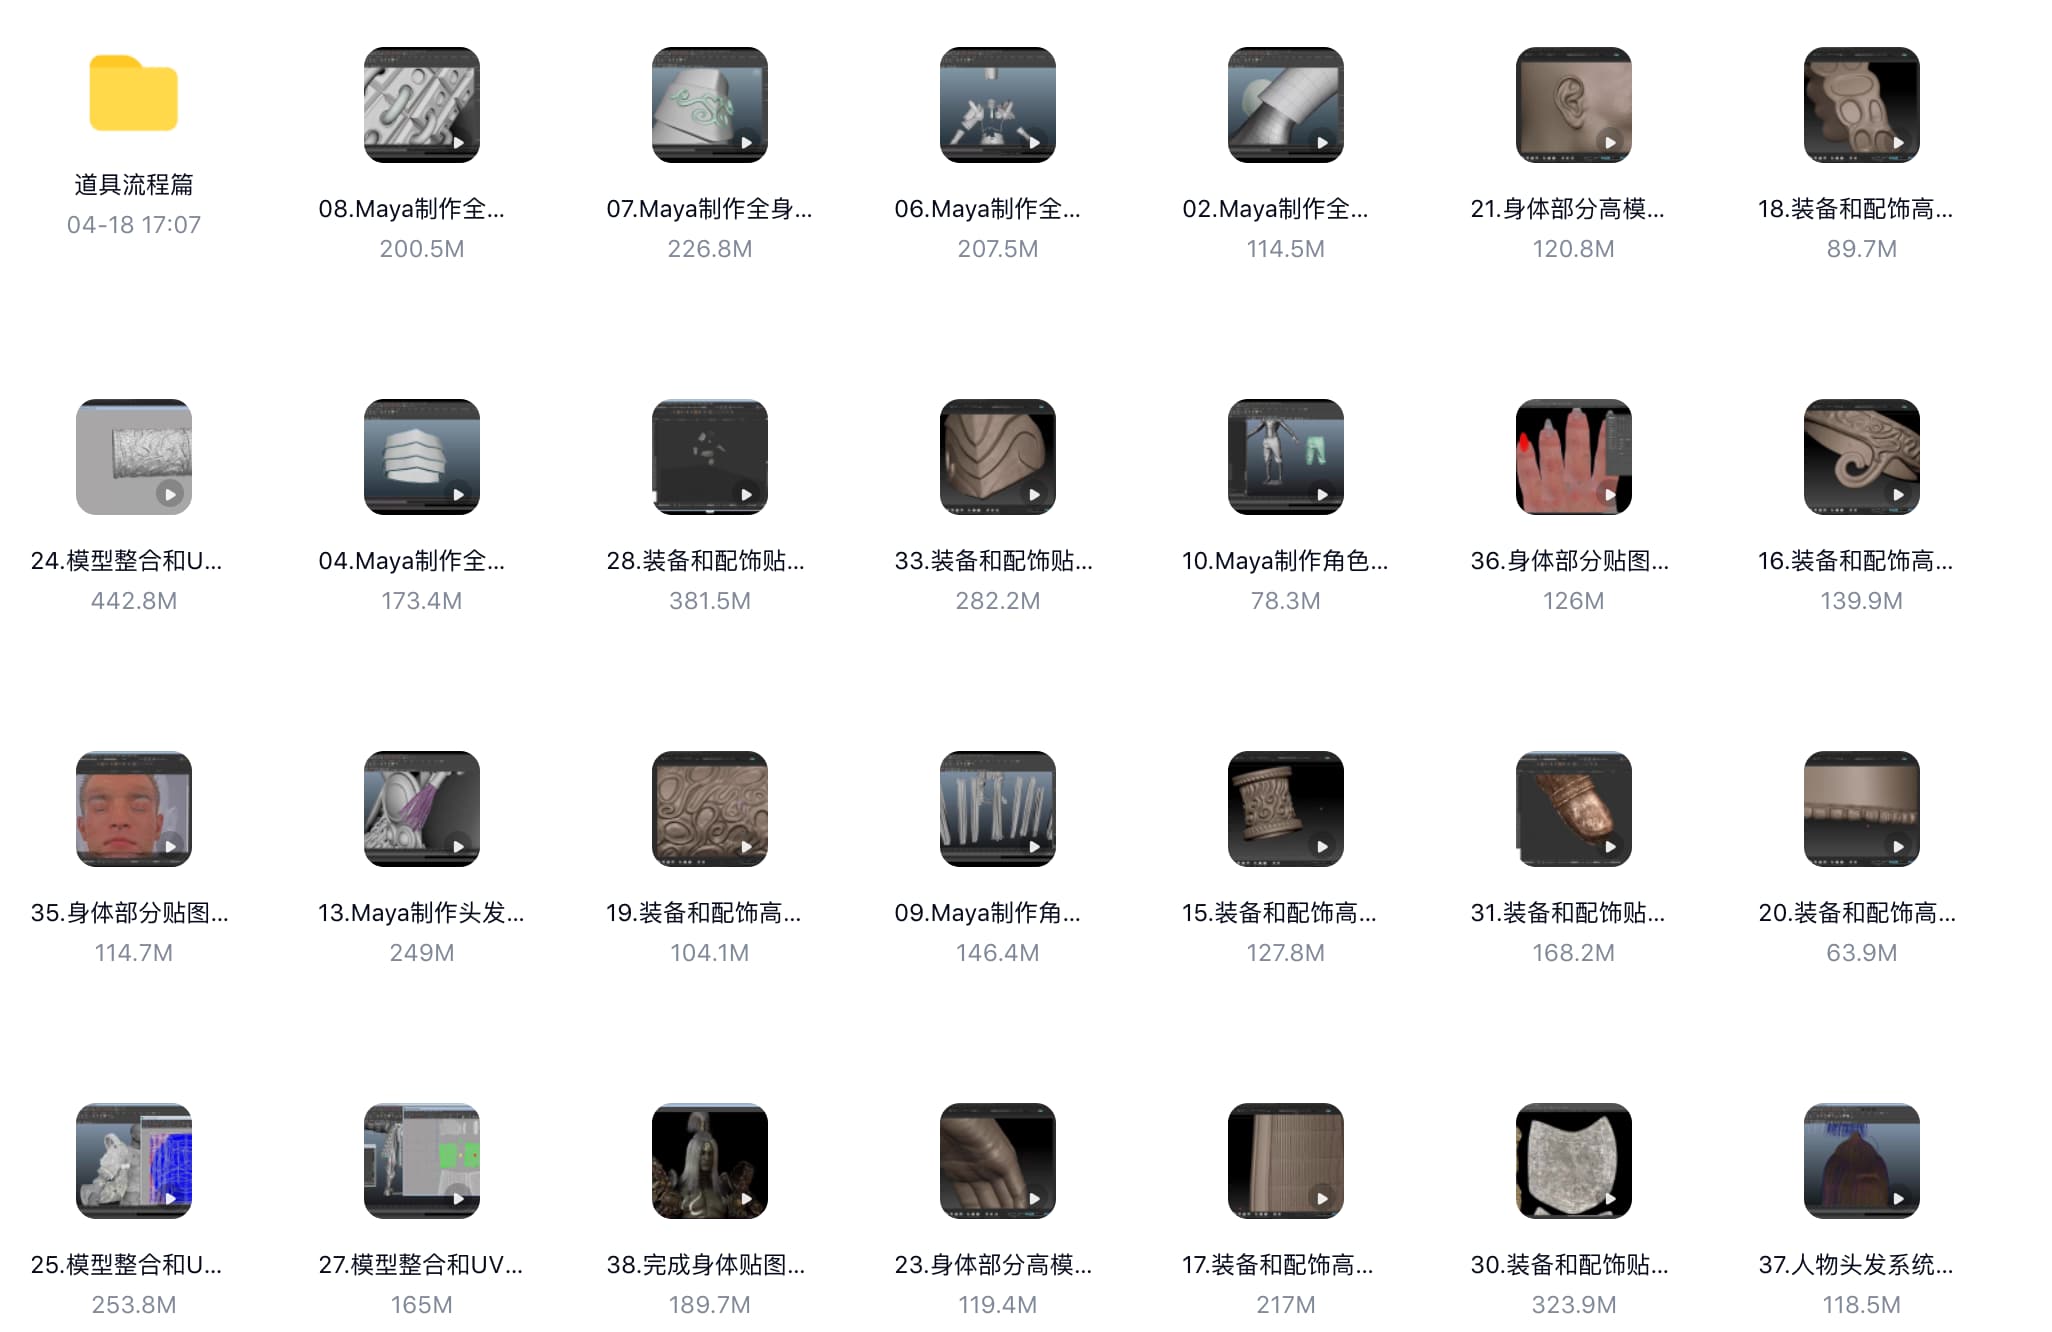 道具流程篇
04-18 17:07
08.Maya制作全...
200.5M
07.Maya制作全身...
226.8M
06.Maya制作全...
207.5M
02.Maya制作全...
114.5M
21.身体部分高模...
120.8M
18.装备和配饰高...
89.7M
24.模型整合和U...
442.8M
04.Maya制作全...
173.4M
28.装备和配饰贴...
381.5M
33.装备和配饰贴...
282.2M
10.Maya制作角色...
78.3M
36.身体部分贴图...
126M
16.装备和配饰高...
139.9M
35.身体部分贴图...
114.7M
13.Maya制作头发...
249M
19.装备和配饰高...
104.1M
09.Maya制作角...
146.4M
15.装备和配饰高...
127.8M
31.装备和配饰贴...
168.2M
20.装备和配饰高...
63.9M
25.模型整合和U...
253.8M
27.模型整合和UV...
165M
38.完成身体贴图...
189.7M
23.身体部分高模...
119.4M
17.装备和配饰高...
217M
30.装备和配饰贴...
323.9M
37.人物头发系统...
118.5M